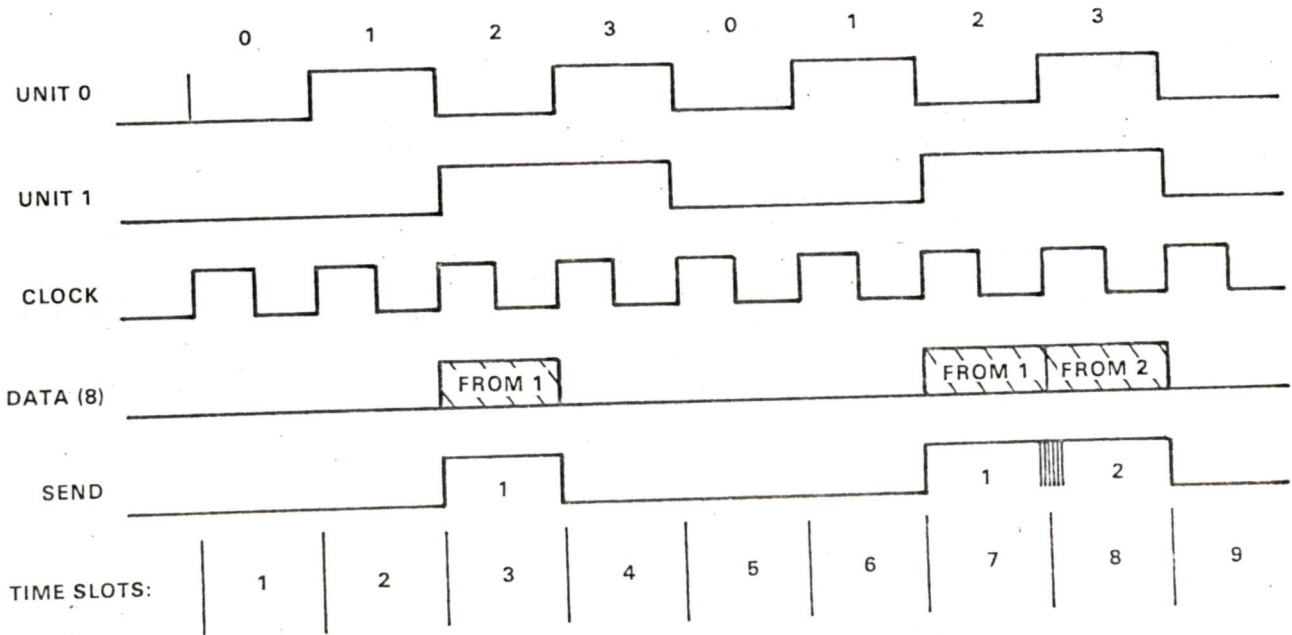 0 1 2 3 0 1 2 3
UNIT 0
UNIT 1
CLOCK
DATA (8) FROM 1 FROM 1 FROM 2
SEND 1 1 2
TIME SLOTS: 1 2 3 4 5 6 7 8 9